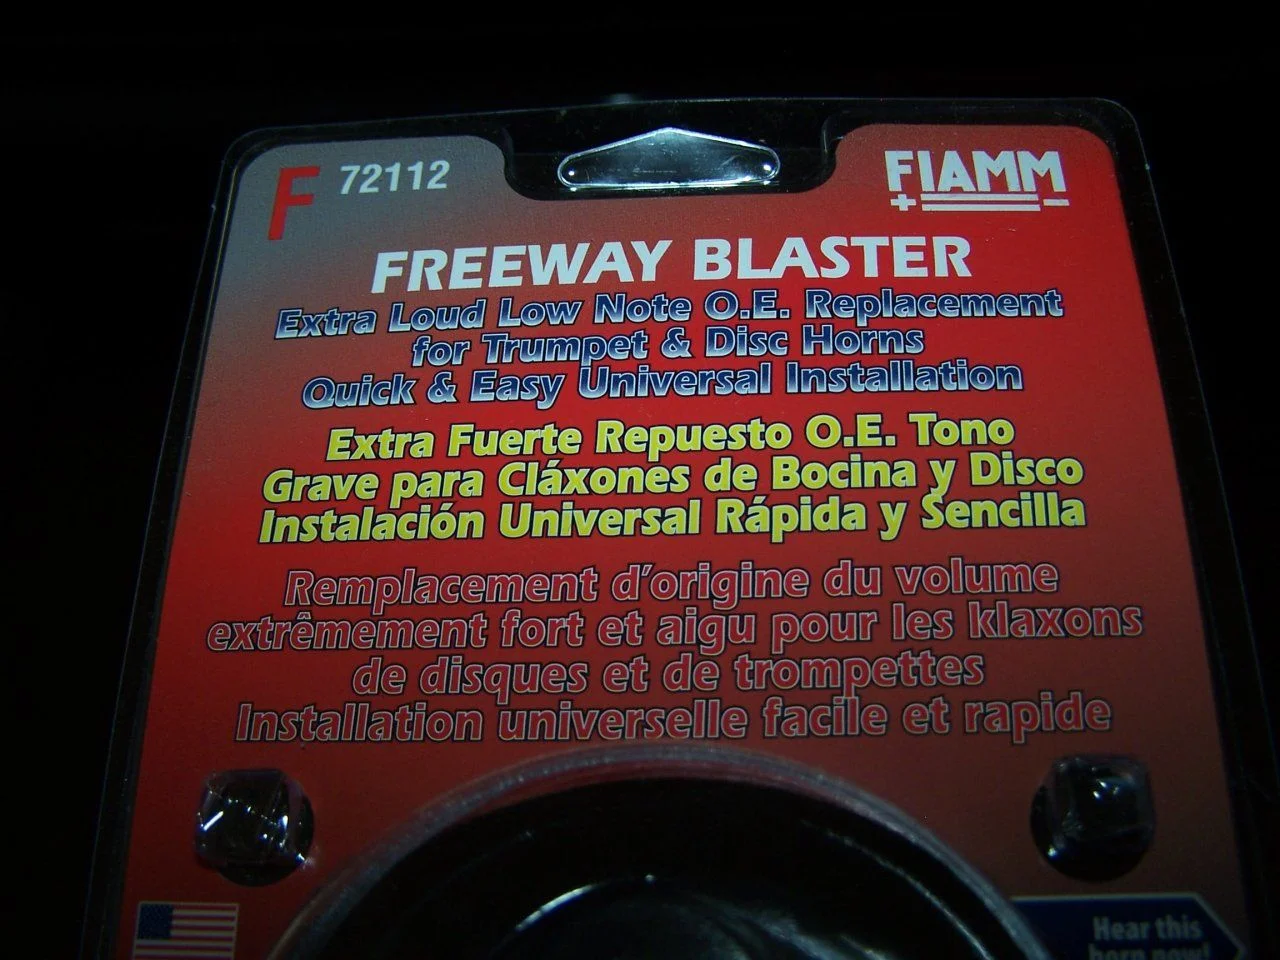 F 72112
FIAMM
+ -
FREEWAY BLASTER
Extra Loud Low Note O.E. Replacement
for Trumpet & Disc Horns
Quick & Easy Universal Installation
Extra Fuerte Repuesto O.E. Tono
Grave para Cláxones de Bocina y Disco
Instalación Universal Rápida y Sencilla
Remplacement d'origine du volume
extrêmement fort et aigu pour les klaxons
de disques et de trompettes
Installation universelle facile et rapide
Hear this
horn now!